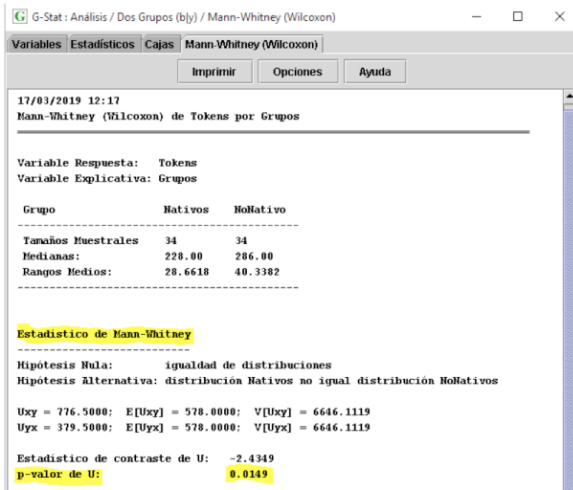 G G-Stat : Análisis / Dos Grupos (b|y) / Mann-Whitney (Wilcoxon)
Variables Estadísticos Cajas Mann-Whitney (Wilcoxon)
Imprimir Opciones Ayuda
17/03/2019 12:17
Mann-Whitney (Wilcoxon) de Tokens por Grupos
Variable Respuesta: Tokens
Variable Explicativa: Grupos
Grupo Nativos NoNativo
Tamaños Muestrales 34 34
Medianas: 228.00 286.00
Rangos Medios: 28.6618 40.3382
Estadístico de Mann-Whitney
Hipótesis Nula: igualdad de distribuciones
Hipótesis Alternativa: distribución Nativos no igual distribución NoNativos
Uxy = 776.5000; E[Uxy] = 578.0000; V[Uxy] = 6646.1119
Uyx = 379.5000; E[Uyx] = 578.0000; V[Uyx] = 6646.1119
Estadístico de contraste de U: -2.4349
p-valor de U: 0.0149